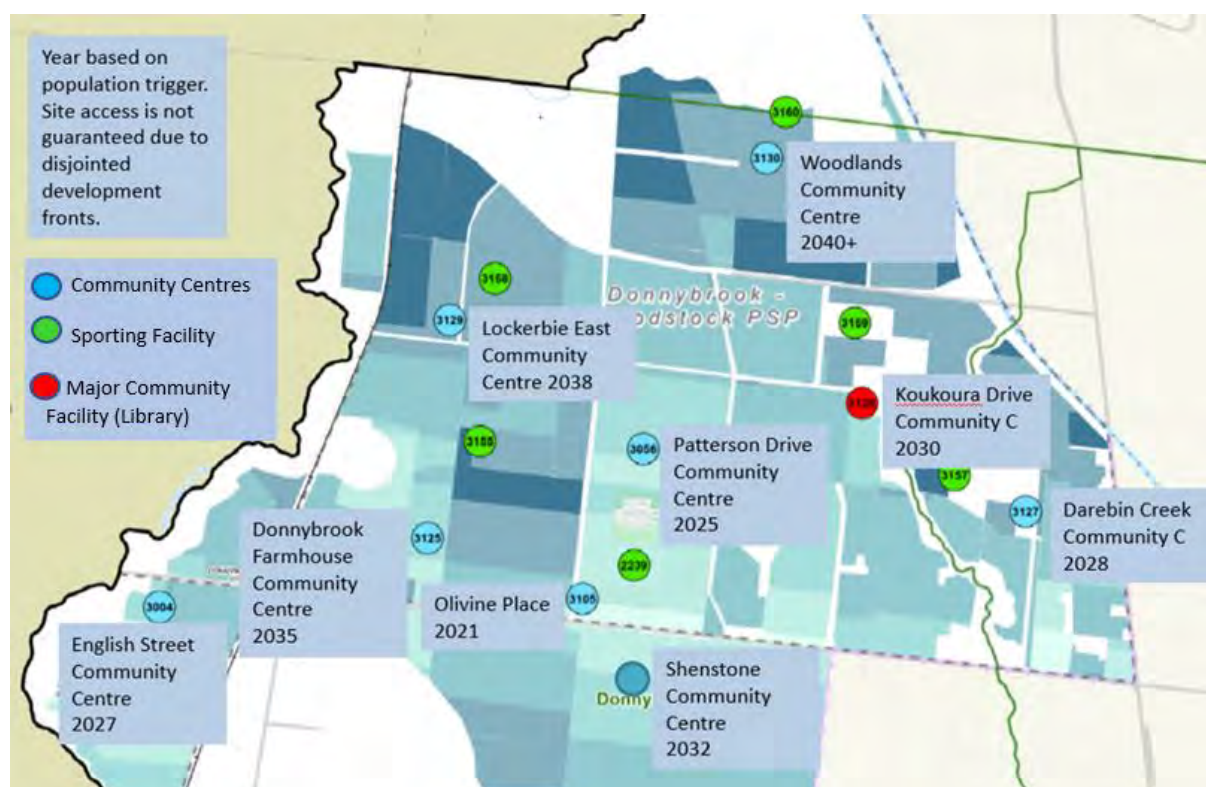 Year based on
population trigger.
Site access is not
guaranteed due to
disjointed
development
fronts.
Community Centres
Sporting Facility
Major Community
Facility (Library)
3160
3130
Woodlands
Community
Centre
2040+
3158
Donnybrook -
odstock PSP
3129
Lockerbie East
Community
Centre 2038
3159
Koukoura Drive
Community C
2030
3155
3056
Patterson Drive
Community
Centre
2025
3157
3127
Darebin Creek
Community C
2028
Donnybrook
Farmhouse
Community
Centre
2035
3125
2239
Olivine Place
2021
3105
3004
English Street
Community
Centre
2027
Shenstone
Community
Centre
2032
Donny